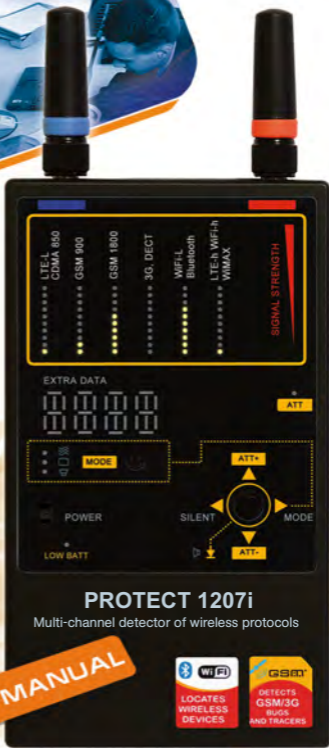 LTE-L
CDMA 850
GSM 900
GSM 1800
3G, DECT
WiFi-L
Bluetooth
LTE-h WiFi-h
WiMAX
SIGNAL STRENGTH
EXTRA DATA
ATT
MODE
ATT+
POWER
SILENT
MODE
LOW BATT
ATT-
PROTECT 1207i
Multi-channel detector of wireless protocols
MANUAL
WiFi
LOCATES
WIRELESS
DEVICES
GSM
DETECTS
GSM/3G
BUGS
AND TRACERS